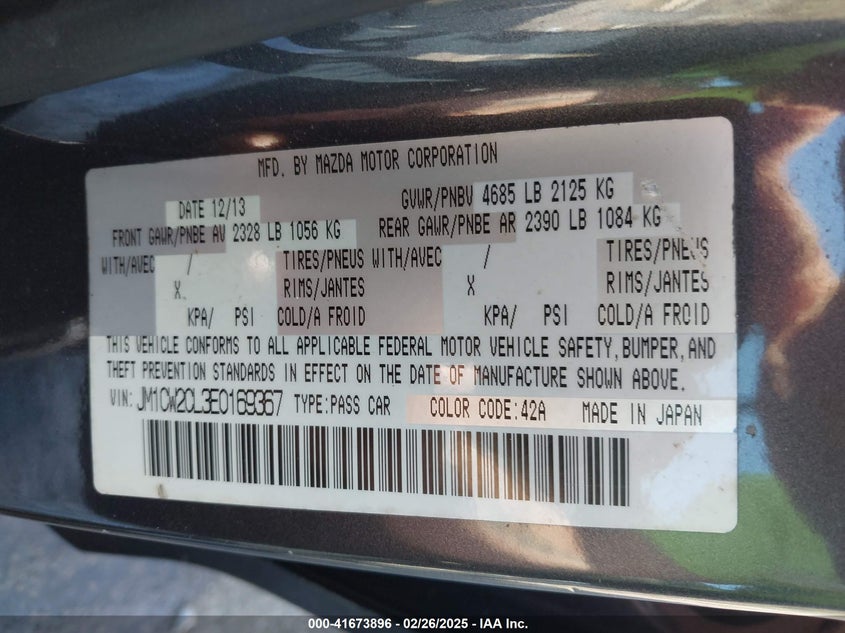 MFD. BY MAZDA MOTOR CORPORATION
DATE 12/13 GVWR/PNBV 4685 LB 2125 KG
FRONT GAWR/PNBE AV 2328 LB 1056 KG REAR GAWR/PNBE AR 2390 LB 1084 KG
WITH/AVEC / TIRES/PNEUS WITH/AVEC / TIRES/PNEUS
X RIMS/JANTES X RIMS/JANTES
KPA/ PSI COLD/A FROID KPA/ PSI COLD/A FROID
THIS VEHICLE CONFORMS TO ALL APPLICABLE FEDERAL MOTOR VEHICLE SAFETY, BUMPER, AND
THEFT PREVENTION STANDARDS IN EFFECT ON THE DATE OF MANUFACTURE SHOWN ABOVE.
VIN: JM1CW2CL3E0169367 TYPE:PASS CAR COLOR CODE:42A MADE IN JAPAN
000-41673896 - 02/26/2025 - IAA Inc.